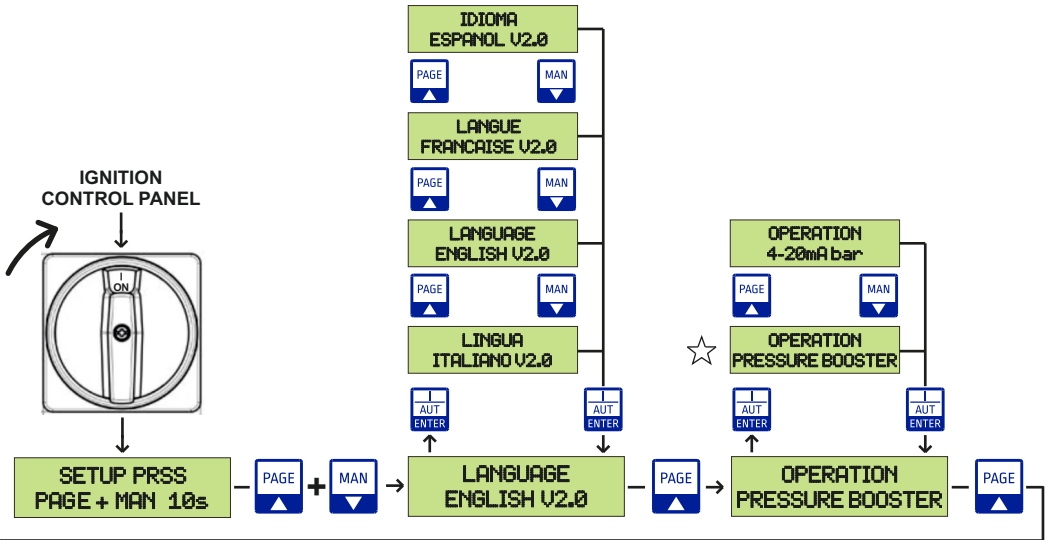 IDIOMA
ESPANOL V2.0
PAGE
MAN
LANGUE
FRANCAISE V2.0
PAGE
MAN
LANGUAGE
ENGLISH V2.0
PAGE
MAN
LINGUA
ITALIANO V2.0
AUT
ENTER
AUT
ENTER
IGNITION
CONTROL PANEL
I
ON
OPERATION
4-20mA bar
PAGE
MAN
OPERATION
PRESSURE BOOSTER
AUT
ENTER
AUT
ENTER
SETUP PRSS
PAGE + MAN 10s
PAGE
+
MAN
LANGUAGE
ENGLISH V2.0
PAGE
OPERATION
PRESSURE BOOSTER
PAGE